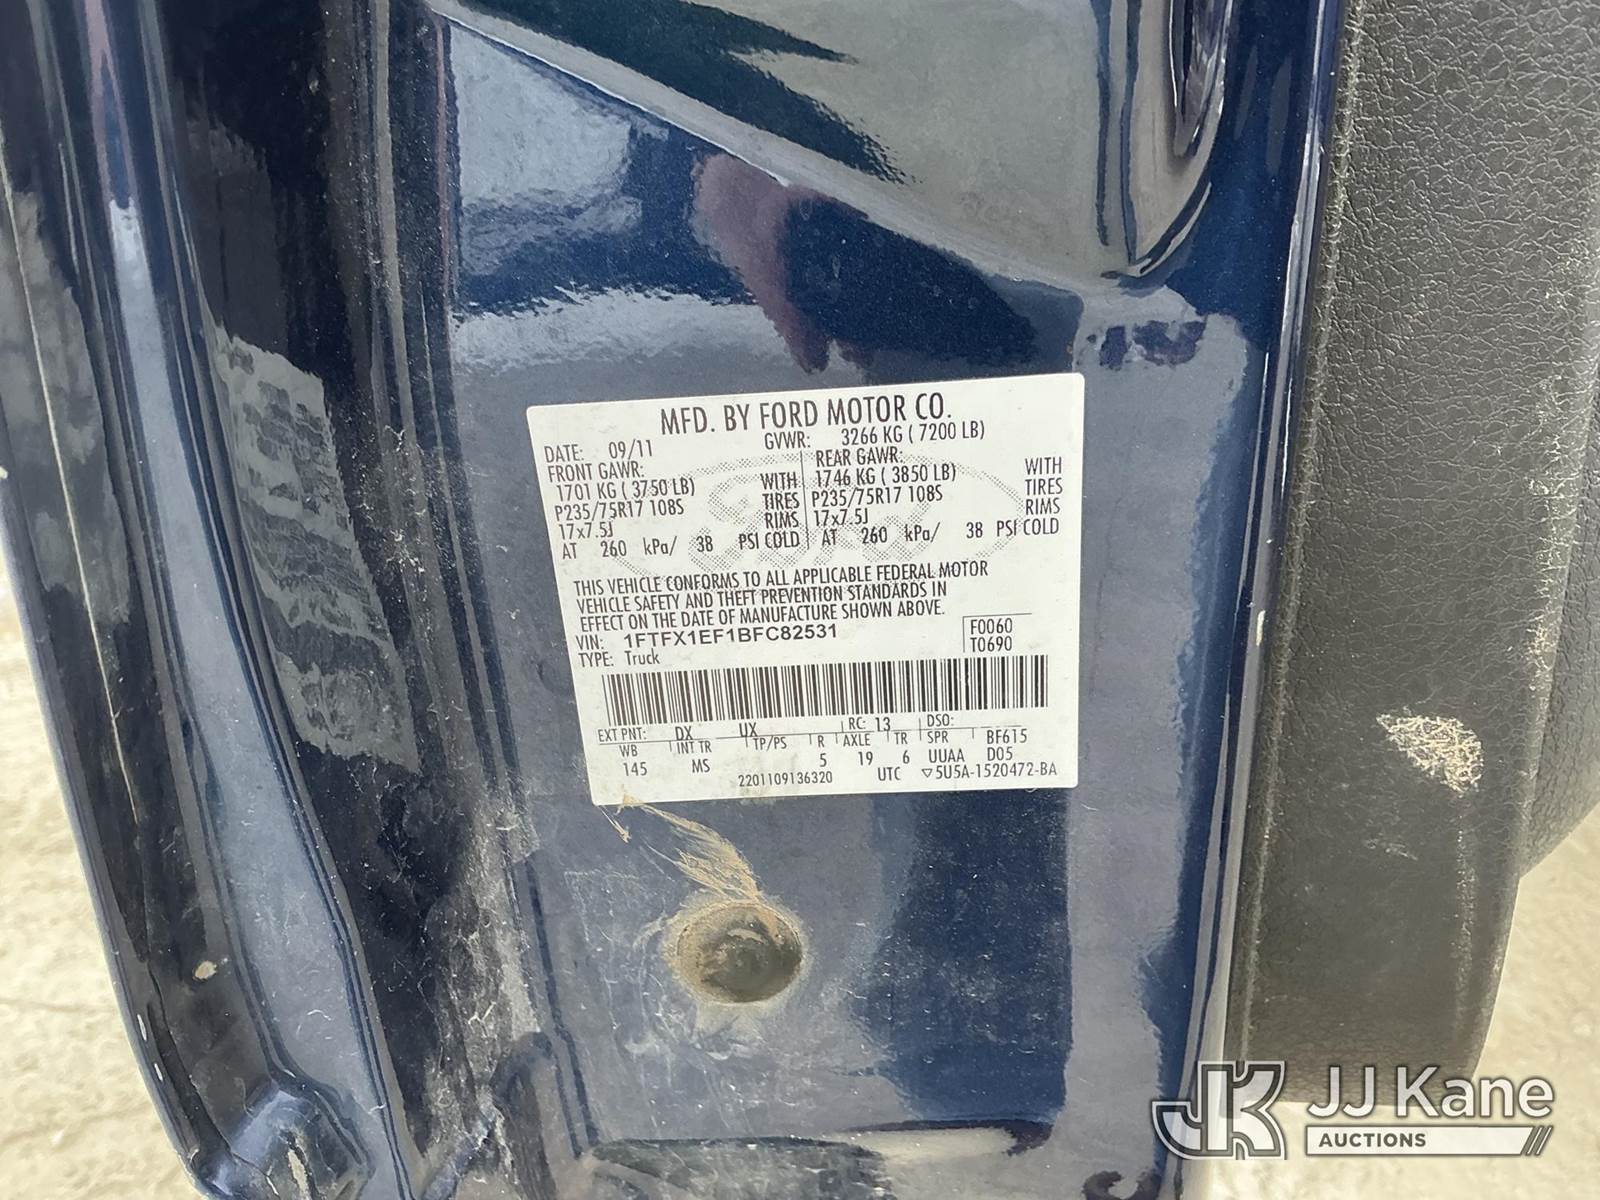 MFD. BY FORD MOTOR CO.
DATE: 09/11 GVWR: 3266 KG ( 7200 LB)
FRONT GAWR: REAR GAWR:
1701 KG ( 3750 LB) WITH 1746 KG ( 3850 LB) WITH
P235/75R17 108S TIRES P235/75R17 108S TIRES
17x7.5J RIMS 17x7.5J RIMS
AT 260 kPa/ 38 PSI COLD AT 260 kPa/ 38 PSI COLD
THIS VEHICLE CONFORMS TO ALL APPLICABLE FEDERAL MOTOR
VEHICLE SAFETY AND THEFT PREVENTION STANDARDS IN
EFFECT ON THE DATE OF MANUFACTURE SHOWN ABOVE.
VIN: 1FTFX1EF1BFC82531 F0060
TYPE: Truck T0690
EXT PNT: DX UX RC: 13 DSO:
WB INT TR TP/PS R AXLE TR SPR BF615
145 MS 5 19 6 UUAA D05
2201109136320 UTC ▽5U5A-1520472-BA
JK JJ Kane
AUCTIONS